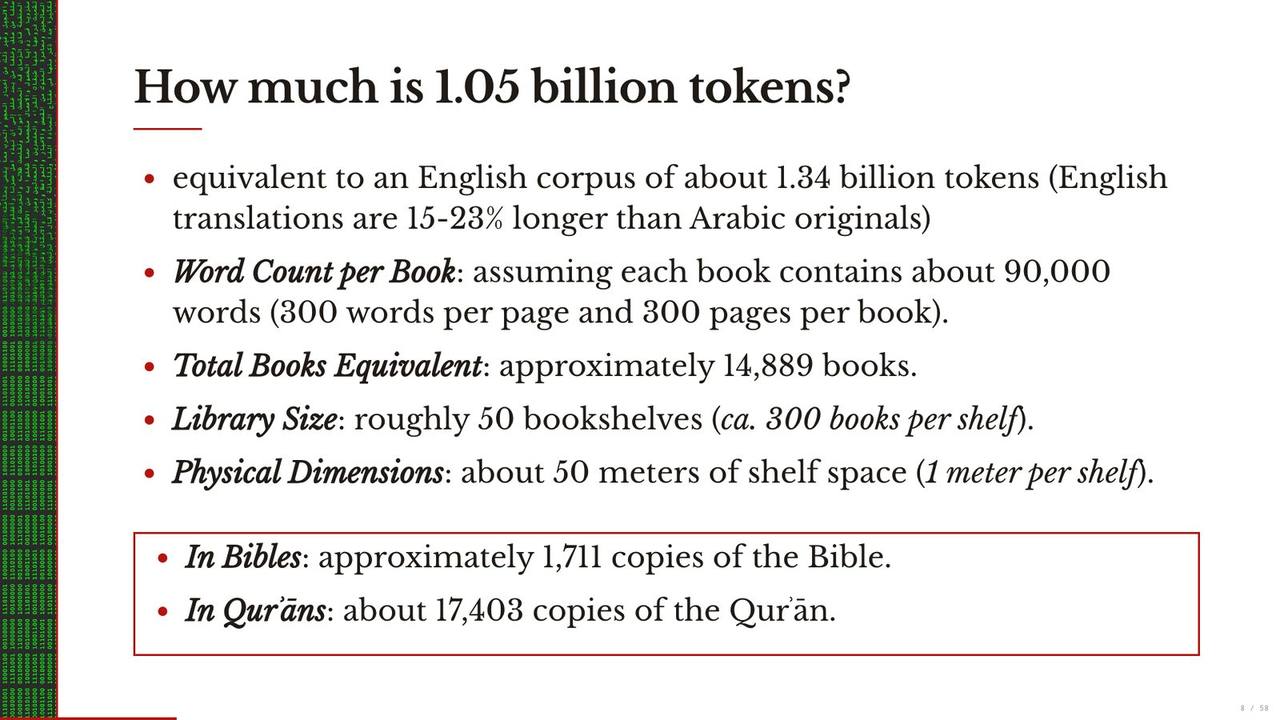 How much is 1.05 billion tokens?
• equivalent to an English corpus of about 1.34 billion tokens (English
translations are 15-23% longer than Arabic originals)
• Word Count per Book: assuming each book contains about 90,000
words (300 words per page and 300 pages per book).
• Total Books Equivalent: approximately 14,889 books.
• Library Size: roughly 50 bookshelves (ca. 300 books per shelf).
• Physical Dimensions: about 50 meters of shelf space (1 meter per shelf).
• In Bibles: approximately 1,711 copies of the Bible.
• In Qurʾāns: about 17,403 copies of the Qurʾān.
8 / 58